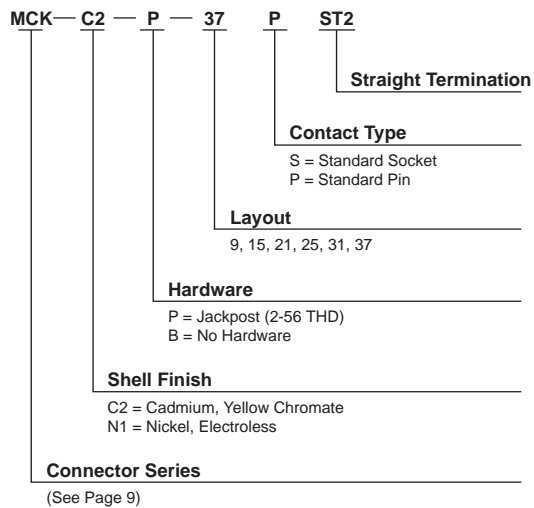 MCK — C2 — P — 37 P ST2
Straight Termination
Contact Type
S = Standard Socket
P = Standard Pin
Layout
9, 15, 21, 25, 31, 37
Hardware
P = Jackpost (2-56 THD)
B = No Hardware
Shell Finish
C2 = Cadmium, Yellow Chromate
N1 = Nickel, Electroless
Connector Series
(See Page 9)